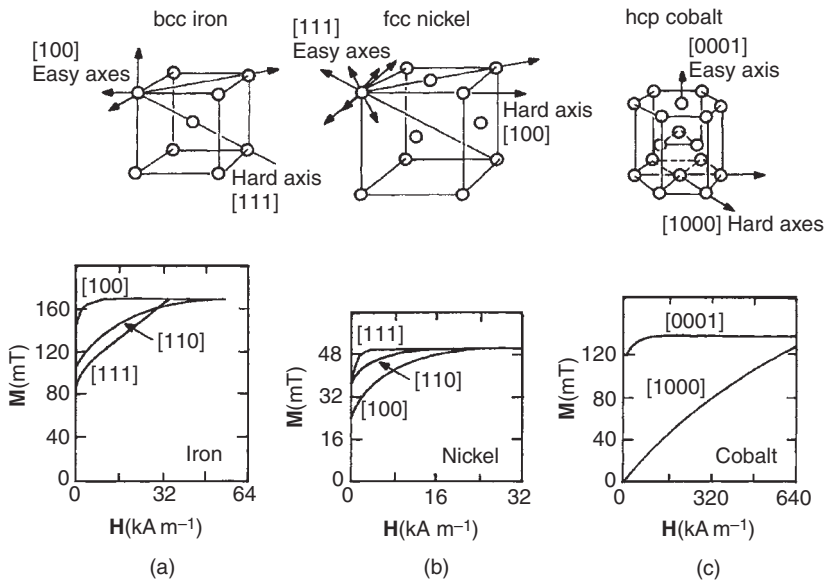 bcc iron
[100]
Easy axes
Hard axis
[111]
fcc nickel
[111]
Easy axes
Hard axis
[100]
hcp cobalt
[0001]
Easy axis
[1000] Hard axes
M(mT)
160
120
80
40
0
[100]
[110]
[111]
Iron
0
32
64
H(kA m–1)
(a)
M(mT)
48
32
16
0
[111]
[110]
[100]
Nickel
0
16
32
H(kA m–1)
(b)
M(mT)
120
80
40
0
[0001]
[1000]
Cobalt
0
320
640
H(kA m–1)
(c)